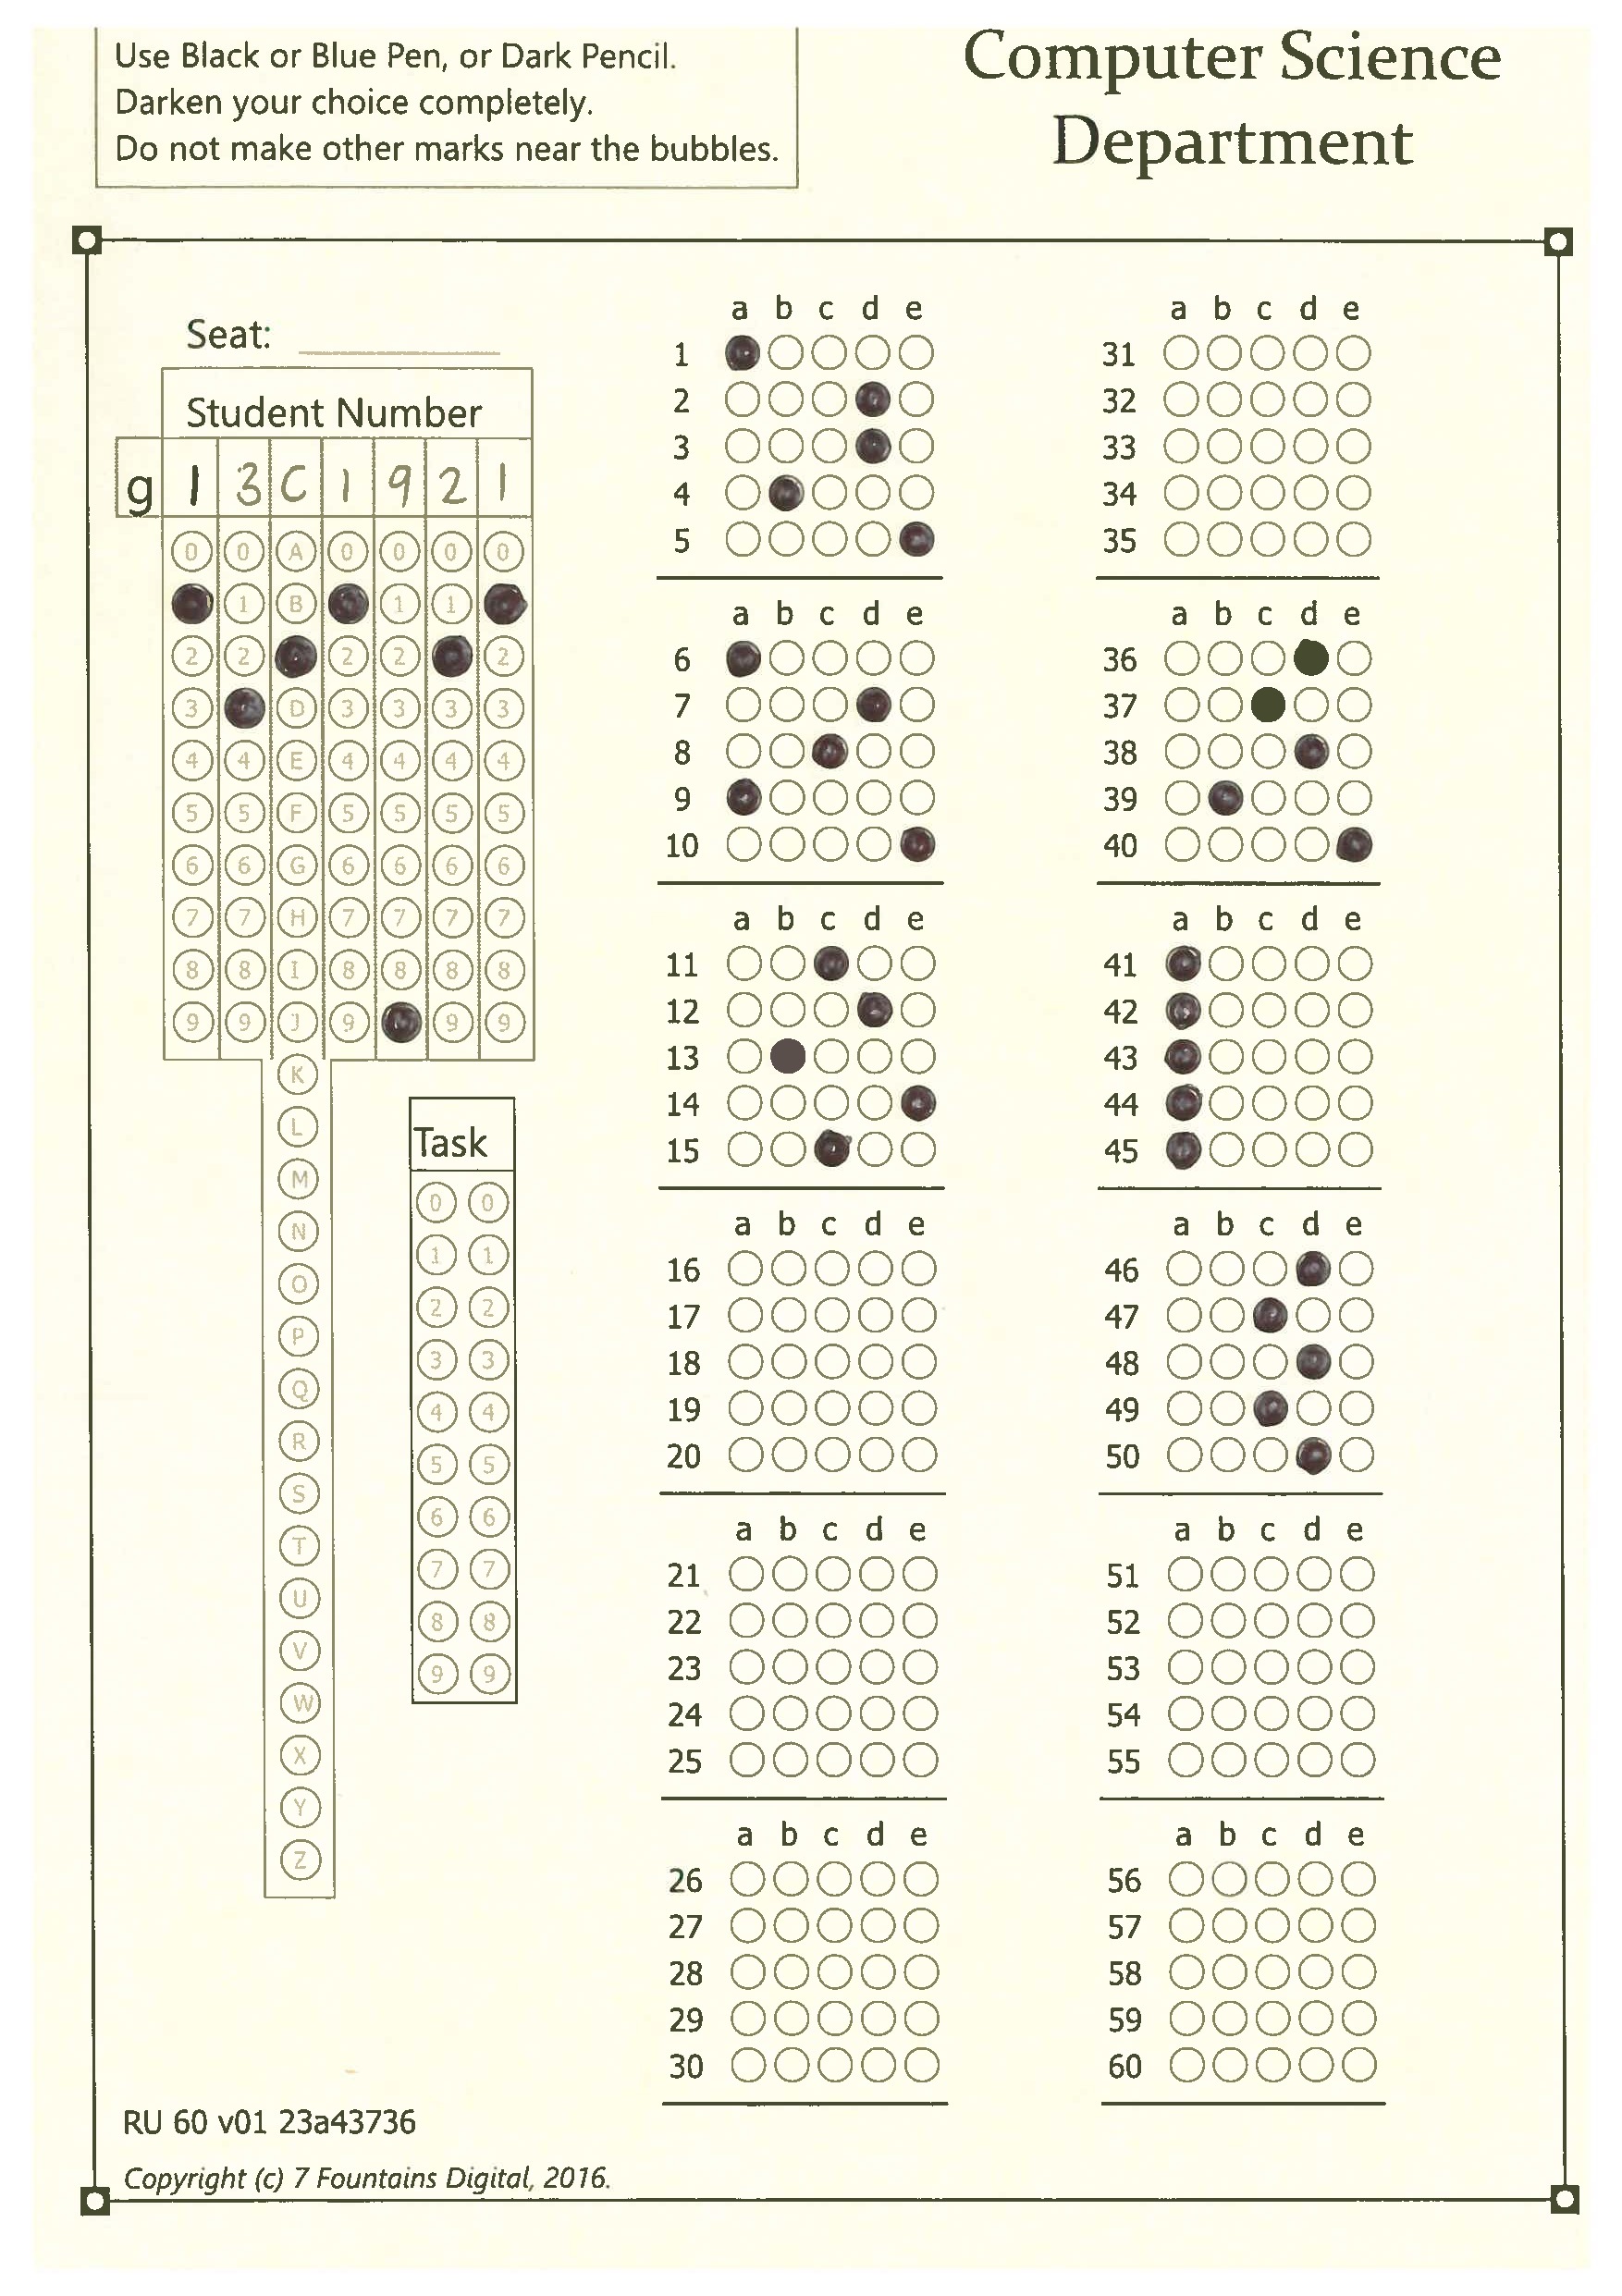 Use Black or Blue Pen, or Dark Pencil.
Darken your choice completely.
Do not make other marks near the bubbles.
Computer Science
Department
Seat:
Student Number
g 1 3 C 1 9 2 1
0 0 A 0 0 0 0
1 B 1 1
2 2 2 2 2
3 D 3 3 3 3
4 4 E 4 4 4 4
5 5 F 5 5 5 5
6 6 G 6 6 6 6
7 7 H 7 7 7 7
8 8 I 8 8 8 8
9 9 J 9 9 9
K
L
M
N
O
P
Q
R
S
T
U
V
W
X
Y
Z
Task
0 0
1 1
2 2
3 3
4 4
5 5
6 6
7 7
8 8
9 9
a b c d e
1
2
3
4
5
a b c d e
6
7
8
9
10
a b c d e
11
12
13
14
15
a b c d e
16
17
18
19
20
a b c d e
21
22
23
24
25
a b c d e
26
27
28
29
30
a b c d e
31
32
33
34
35
a b c d e
36
37
38
39
40
a b c d e
41
42
43
44
45
a b c d e
46
47
48
49
50
a b c d e
51
52
53
54
55
a b c d e
56
57
58
59
60
RU 60 v01 23a43736
Copyright (c) 7 Fountains Digital, 2016.